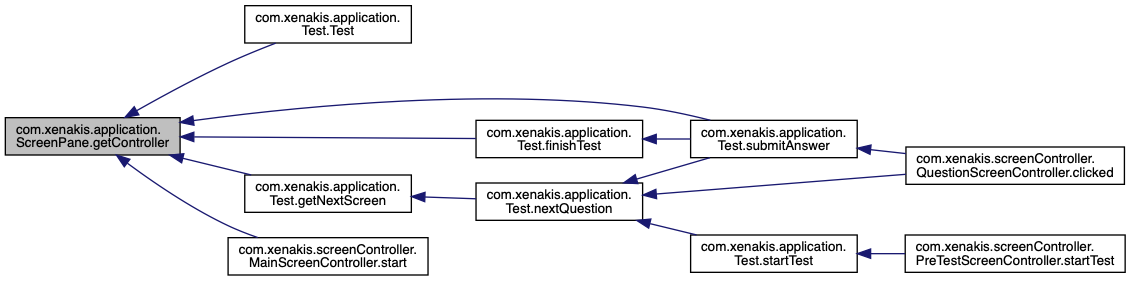 com.xenakis.application.
Test.Test
com.xenakis.application.
ScreenPane.getController
com.xenakis.application.
Test.finishTest
com.xenakis.application.
Test.submitAnswer
com.xenakis.screenController.
QuestionScreenController.clicked
com.xenakis.application.
Test.getNextScreen
com.xenakis.application.
Test.nextQuestion
com.xenakis.screenController.
MainScreenController.start
com.xenakis.application.
Test.startTest
com.xenakis.screenController.
PreTestScreenController.startTest